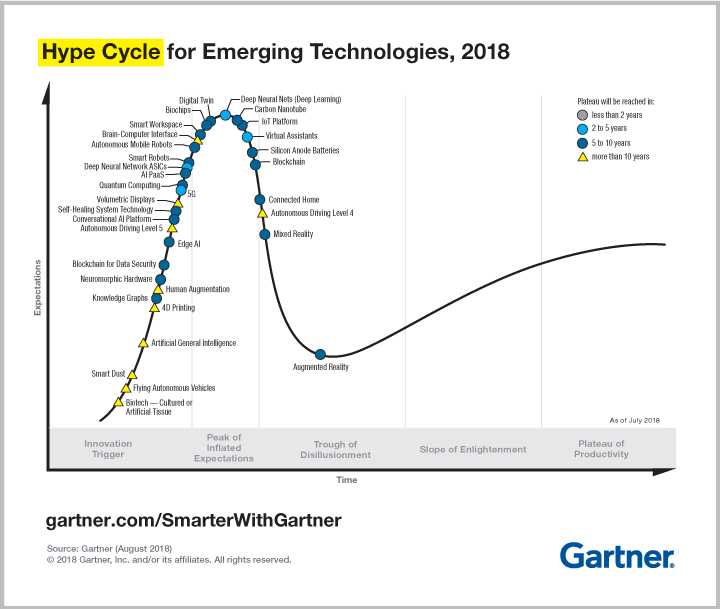 Hype Cycle for Emerging Technologies, 2018
Plateau will be reached in:
less than 2 years
2 to 5 years
5 to 10 years
more than 10 years
Expectations
Digital Twin
Biochips
Smart Workspace
Brain-Computer Interface
Autonomous Mobile Robots
Smart Robots
Deep Neural Network ASICs
AI PaaS
Quantum Computing
5G
Volumetric Displays
Self-Healing System Technology
Conversational AI Platform
Autonomous Driving Level 5
Edge AI
Blockchain for Data Security
Neuromorphic Hardware
Human Augmentation
Knowledge Graphs
4D Printing
Artificial General Intelligence
Smart Dust
Flying Autonomous Vehicles
Biotech — Cultured or
Artificial Tissue
Deep Neural Nets (Deep Learning)
Carbon Nanotube
IoT Platform
Virtual Assistants
Silicon Anode Batteries
Blockchain
Connected Home
Autonomous Driving Level 4
Mixed Reality
Augmented Reality
As of July 2018
Innovation
Trigger
Peak of
Inflated
Expectations
Trough of
Disillusionment
Slope of Enlightenment
Plateau of
Productivity
Time
gartner.com/SmarterWithGartner
Source: Gartner (August 2018)
© 2018 Gartner, Inc. and/or its affiliates. All rights reserved.
Gartner®